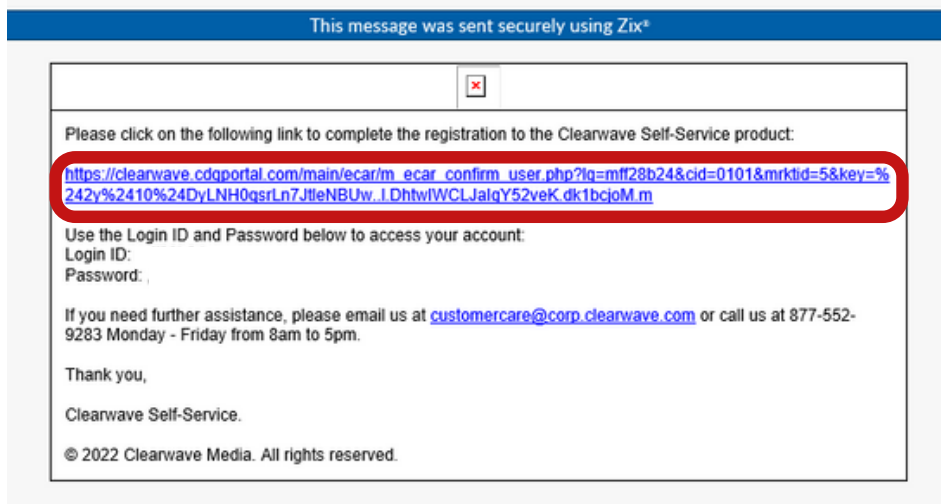 This message was sent securely using Zix®
Please click on the following link to complete the registration to the Clearwave Self-Service product:
https://clearwave.cdgportal.com/main/ecar/m_ecar_confirm_user.php?lg=mff28b24&cid=0101&mrktid=5&key=%
242y%2410%24DyLNH0qsrLn7JtleNBUw..I.DhtwlWCLJalqY52veK.dk1bcjoM.m
Use the Login ID and Password below to access your account:
Login ID:
Password:
If you need further assistance, please email us at customercare@corp.clearwave.com or call us at 877-552-
9283 Monday - Friday from 8am to 5pm.
Thank you,
Clearwave Self-Service.
© 2022 Clearwave Media. All rights reserved.